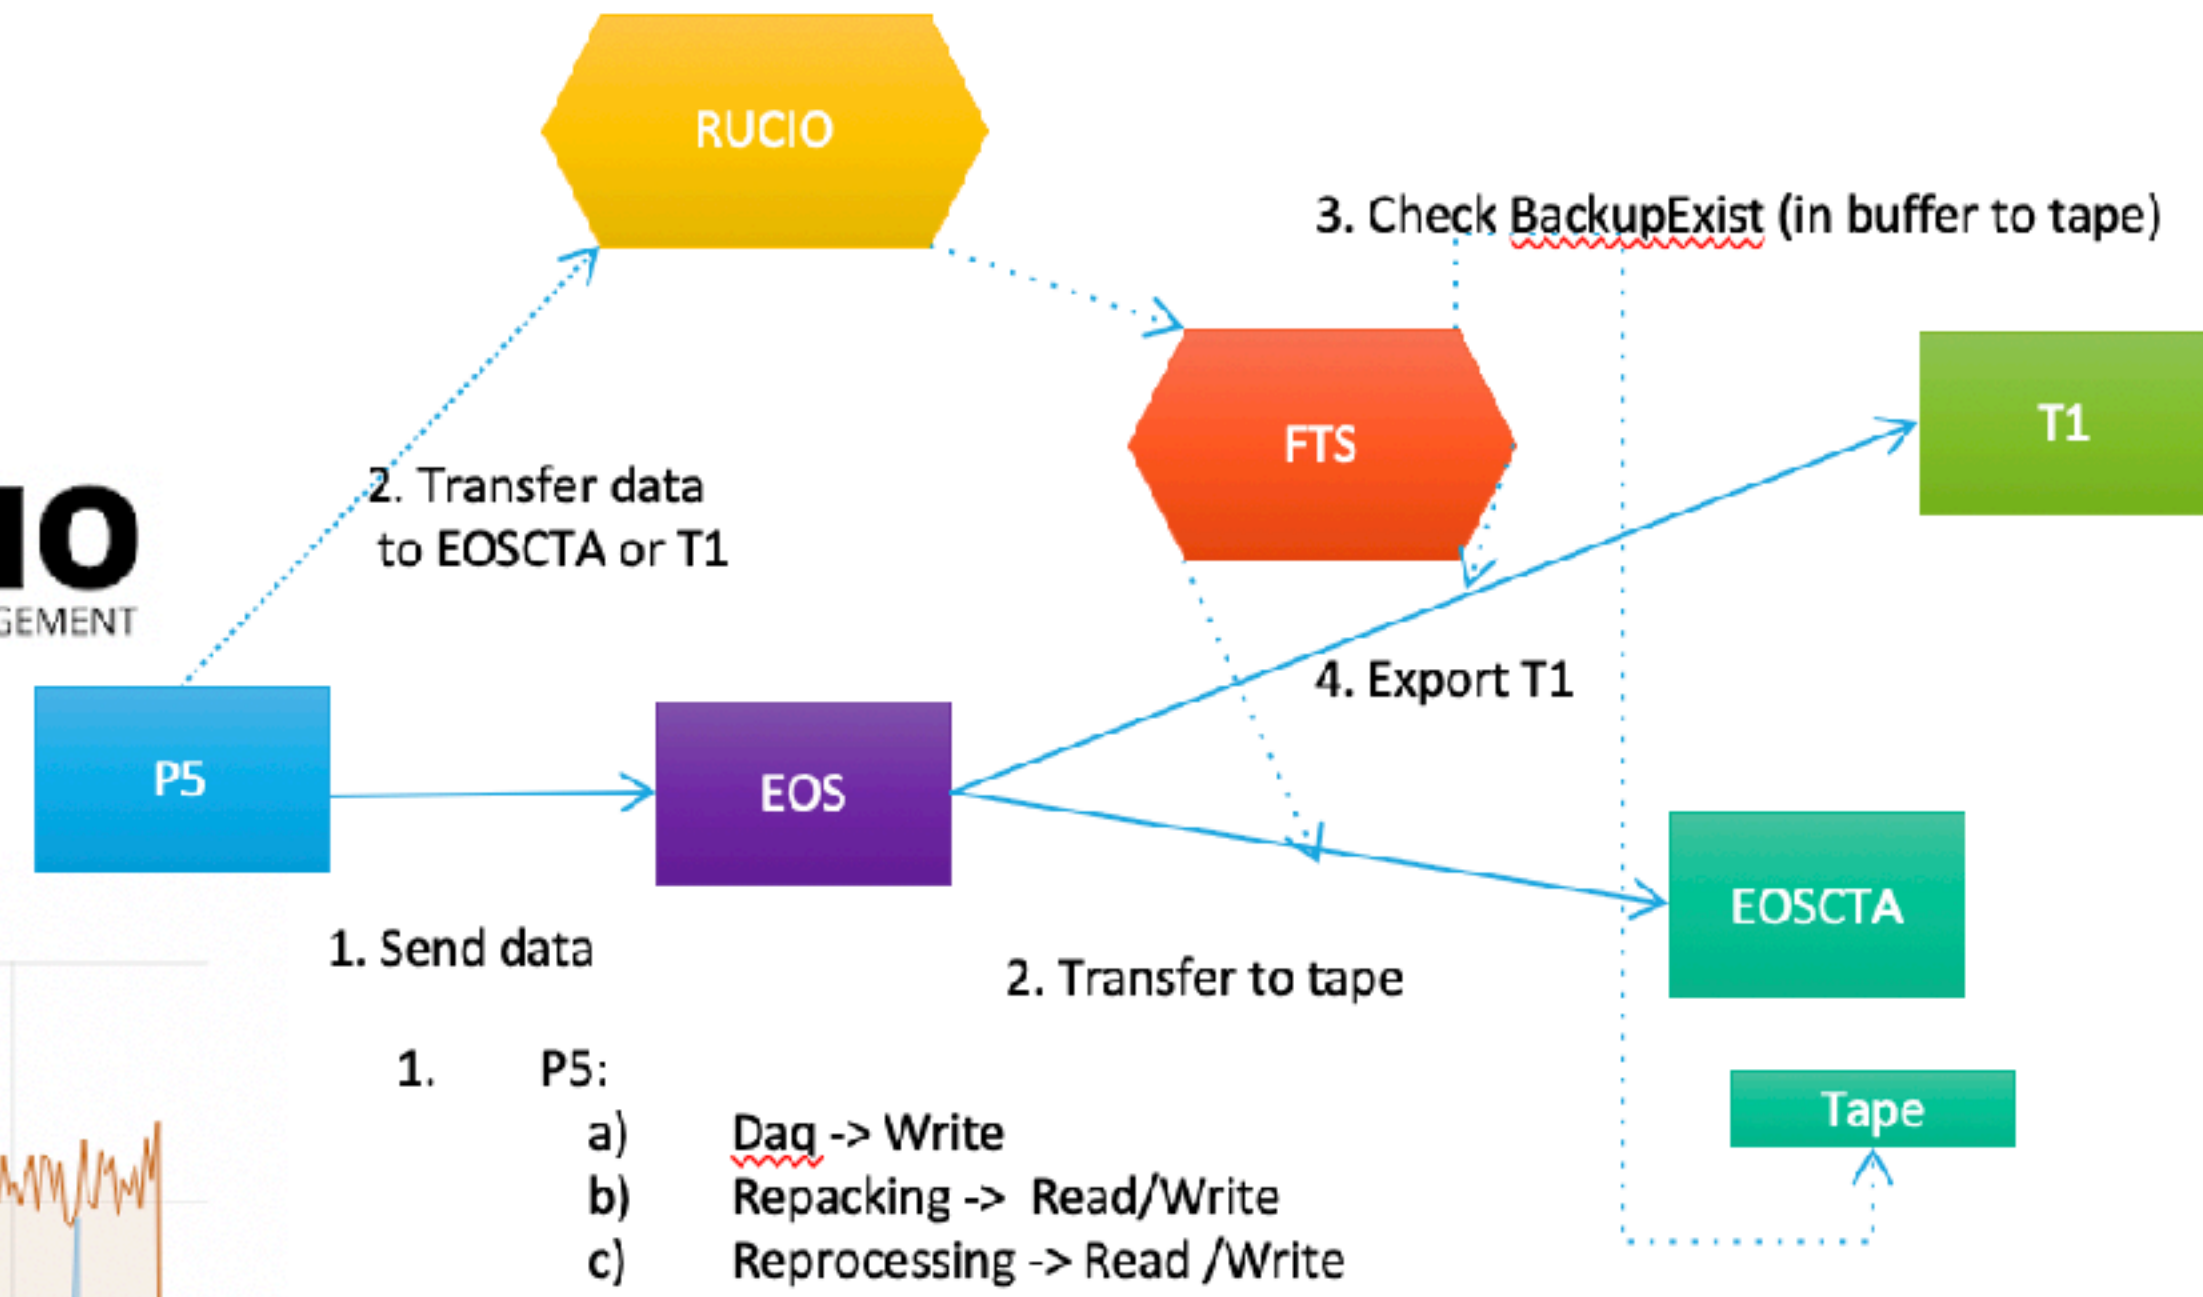 RUCIO
3. Check BackupExist (in buffer to tape)
FTS
T1
2. Transfer data
to EOSCTA or T1
IO
GEMENT
4. Export T1
P5
EOS
EOSCTA
1. Send data
2. Transfer to tape
1. P5:
a) Daq -> Write
Tape
b) Repacking -> Read/Write
c) Reprocessing -> Read /Write